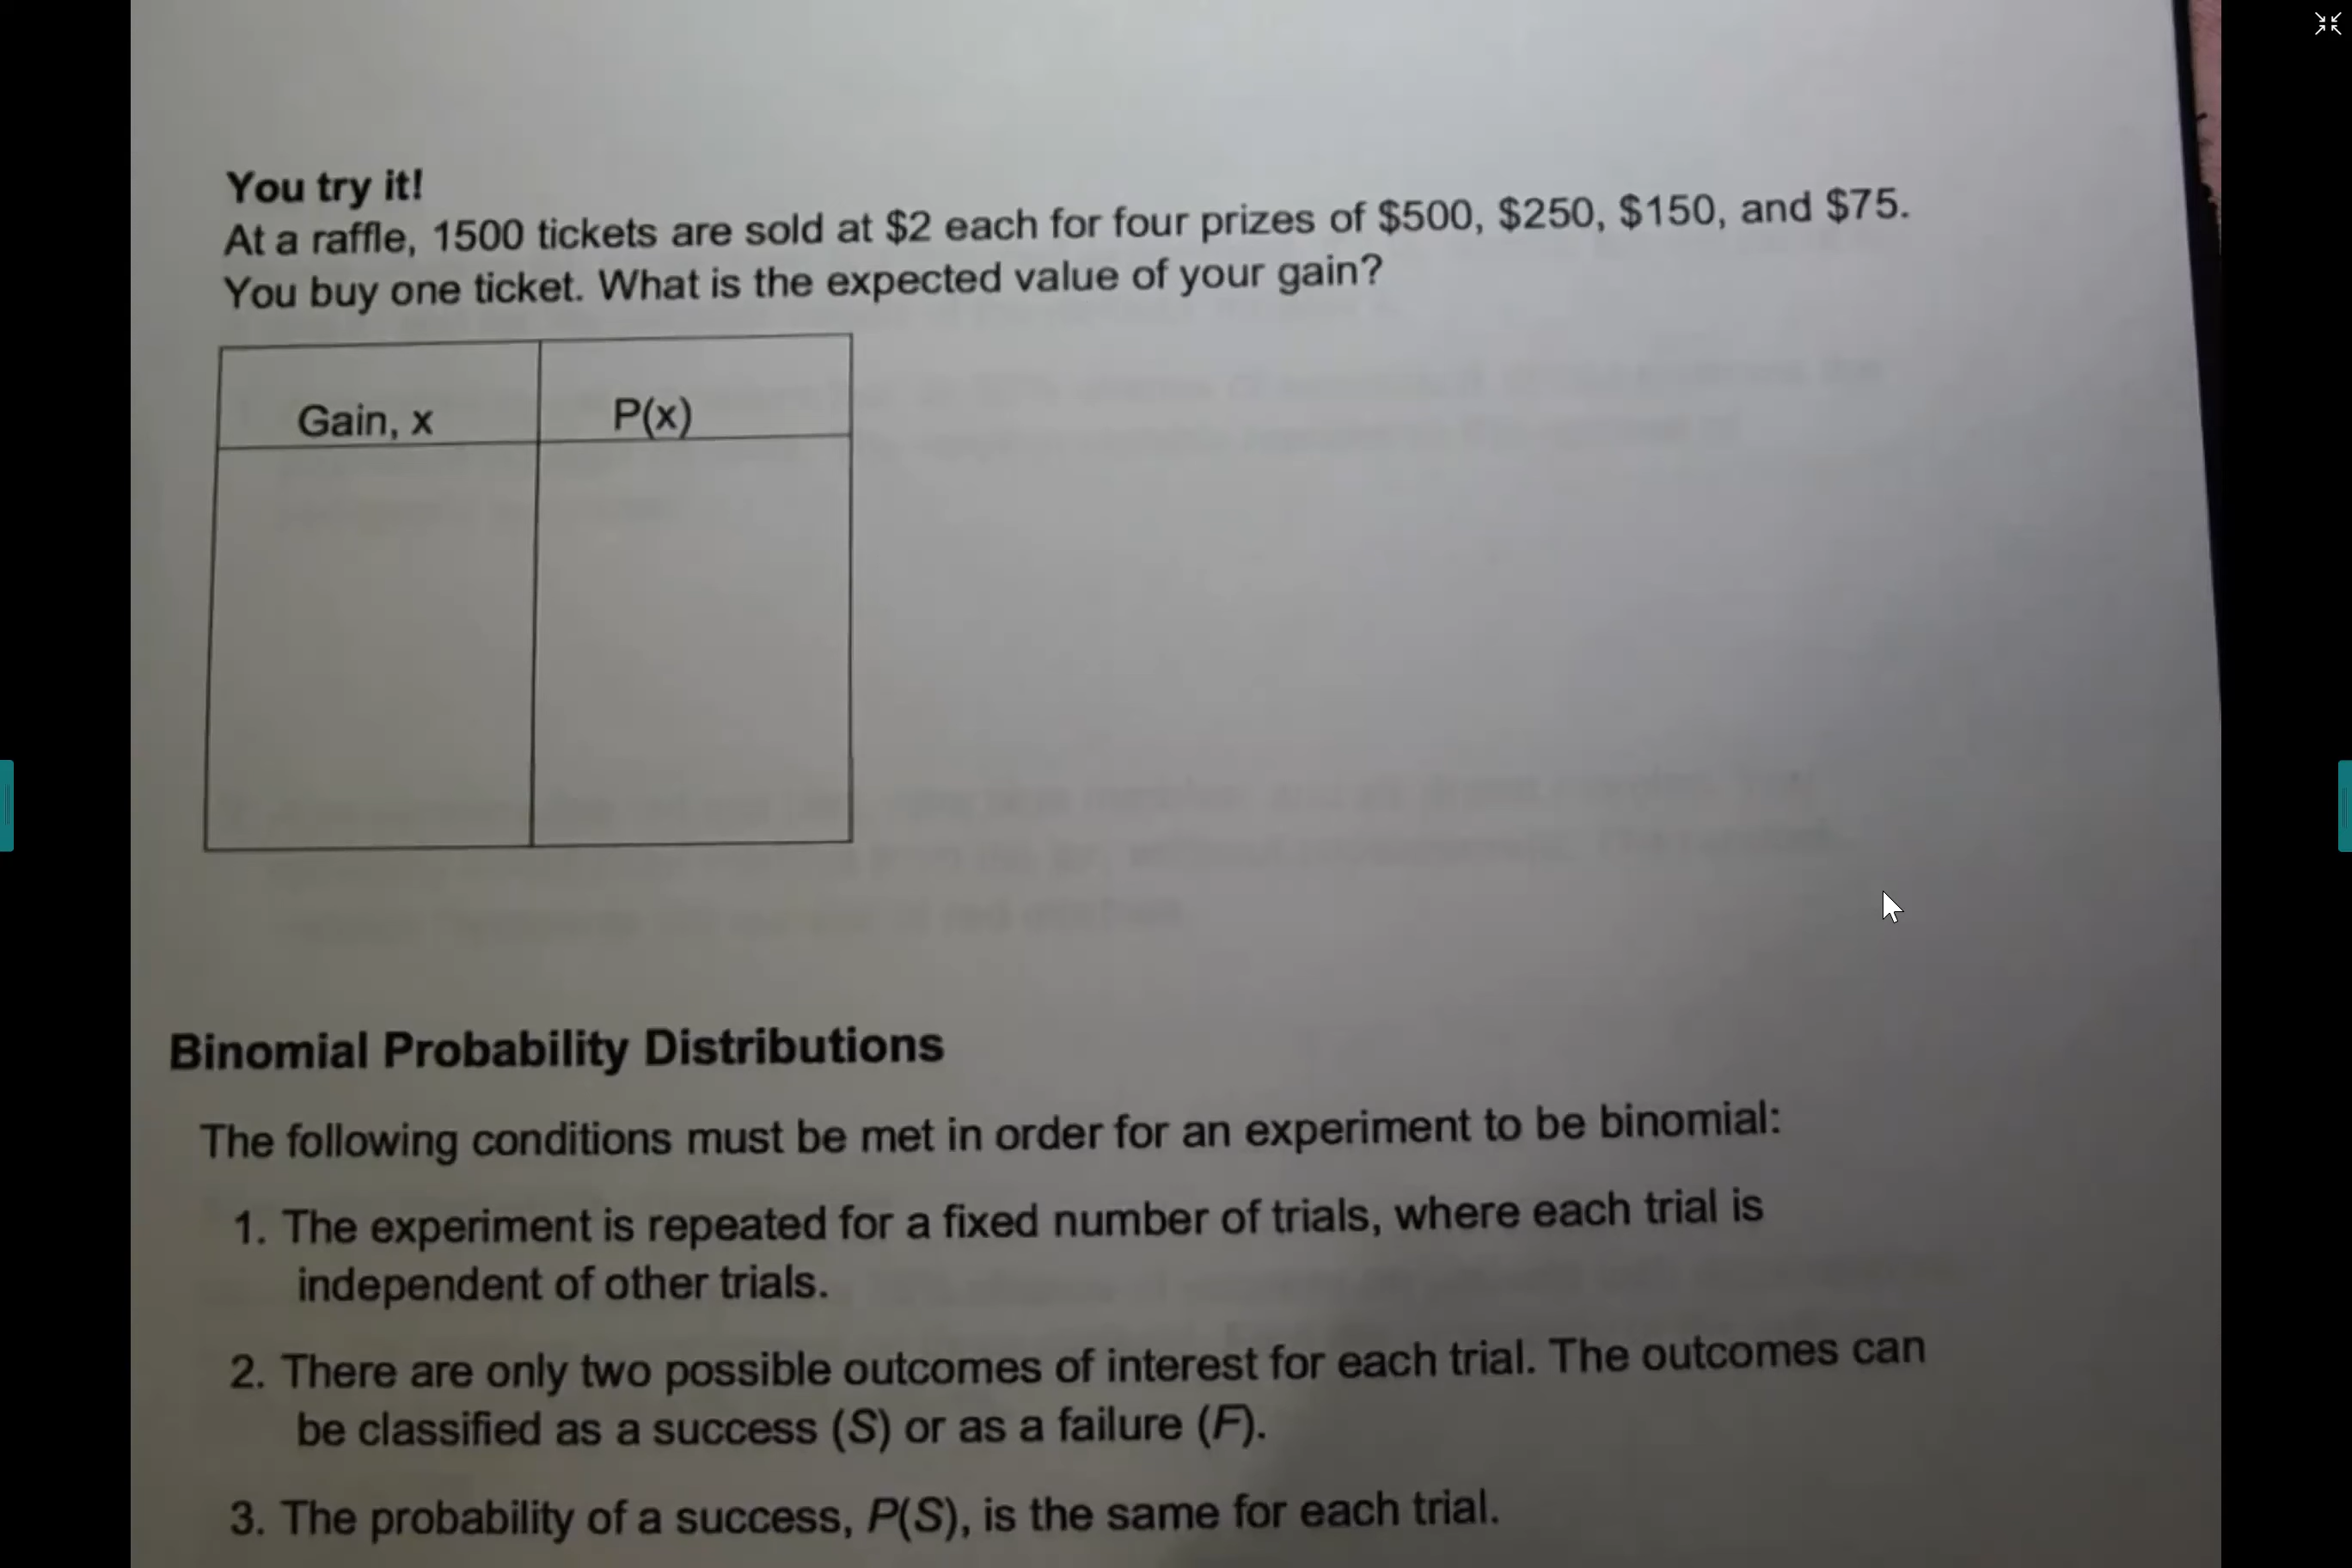 You try it!
At a raffle, 1500 tickets are sold at $2 each for four prizes of $500, $250, $150, and $75.
You buy one ticket. What is the expected value of your gain?
Gain, x P(x)
Binomial Probability Distributions
The following conditions must be met in order for an experiment to be binomial:
1. The experiment is repeated for a fixed number of trials, where each trial is
independent of other trials.
2. There are only two possible outcomes of interest for each trial. The outcomes can
be classified as a success (S) or as a failure (F).
3. The probability of a success, P(S), is the same for each trial.